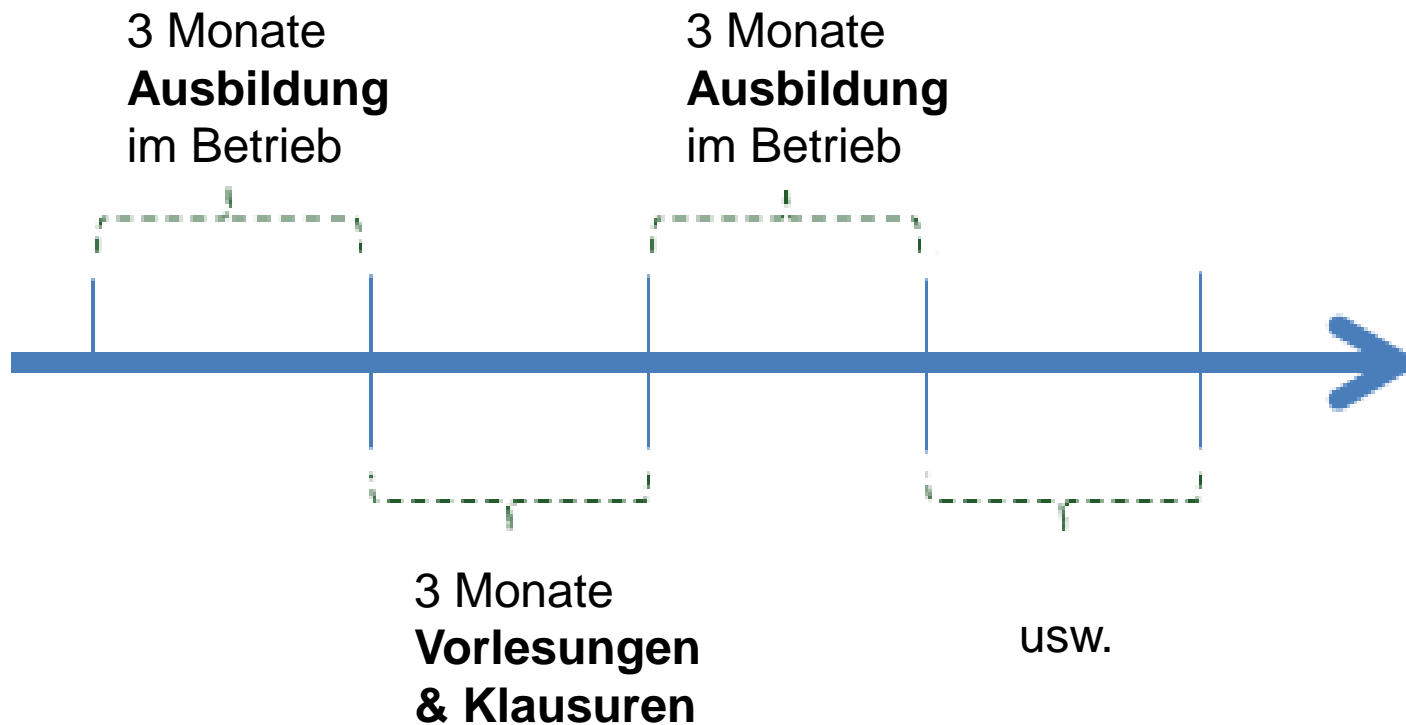 3 Monate
Ausbildung
im Betrieb
3 Monate
Ausbildung
im Betrieb
3 Monate
Vorlesungen
& Klausuren
usw.